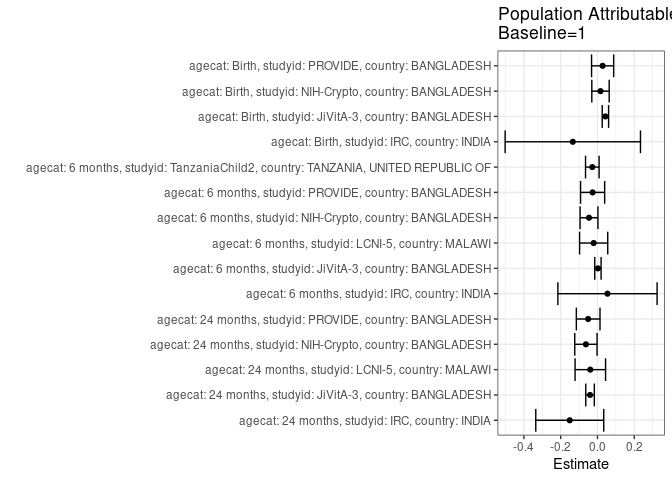 Population Attributable
Baseline=1
agecat: Birth, studyid: PROVIDE, country: BANGLADESH
agecat: Birth, studyid: NIH-Crypto, country: BANGLADESH
agecat: Birth, studyid: JiVitA-3, country: BANGLADESH
agecat: Birth, studyid: IRC, country: INDIA
agecat: 6 months, studyid: TanzaniaChild2, country: TANZANIA, UNITED REPUBLIC OF
agecat: 6 months, studyid: PROVIDE, country: BANGLADESH
agecat: 6 months, studyid: NIH-Crypto, country: BANGLADESH
agecat: 6 months, studyid: LCNI-5, country: MALAWI
agecat: 6 months, studyid: JiVitA-3, country: BANGLADESH
agecat: 6 months, studyid: IRC, country: INDIA
agecat: 24 months, studyid: PROVIDE, country: BANGLADESH
agecat: 24 months, studyid: NIH-Crypto, country: BANGLADESH
agecat: 24 months, studyid: LCNI-5, country: MALAWI
agecat: 24 months, studyid: JiVitA-3, country: BANGLADESH
agecat: 24 months, studyid: IRC, country: INDIA
-0.4 -0.2 0.0 0.2
Estimate